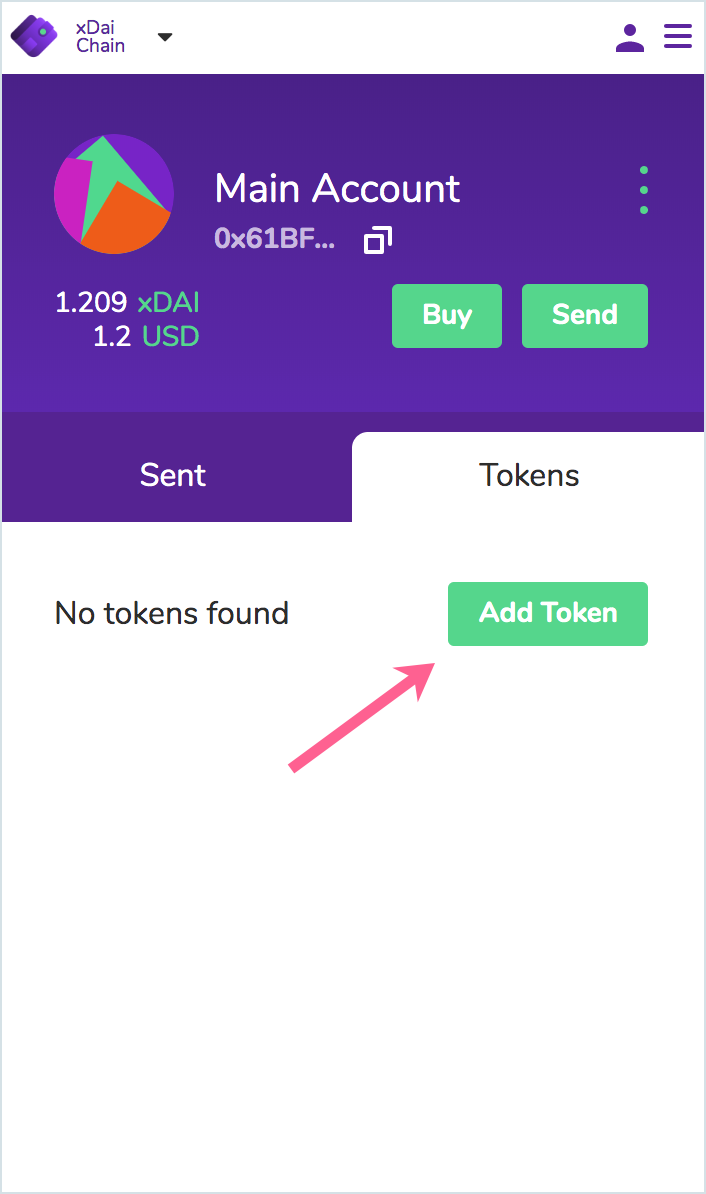 xDai
Chain
Main Account
0x61BF...
1.209 xDAI
1.2 USD
Buy
Send
Sent
Tokens
No tokens found
Add Token